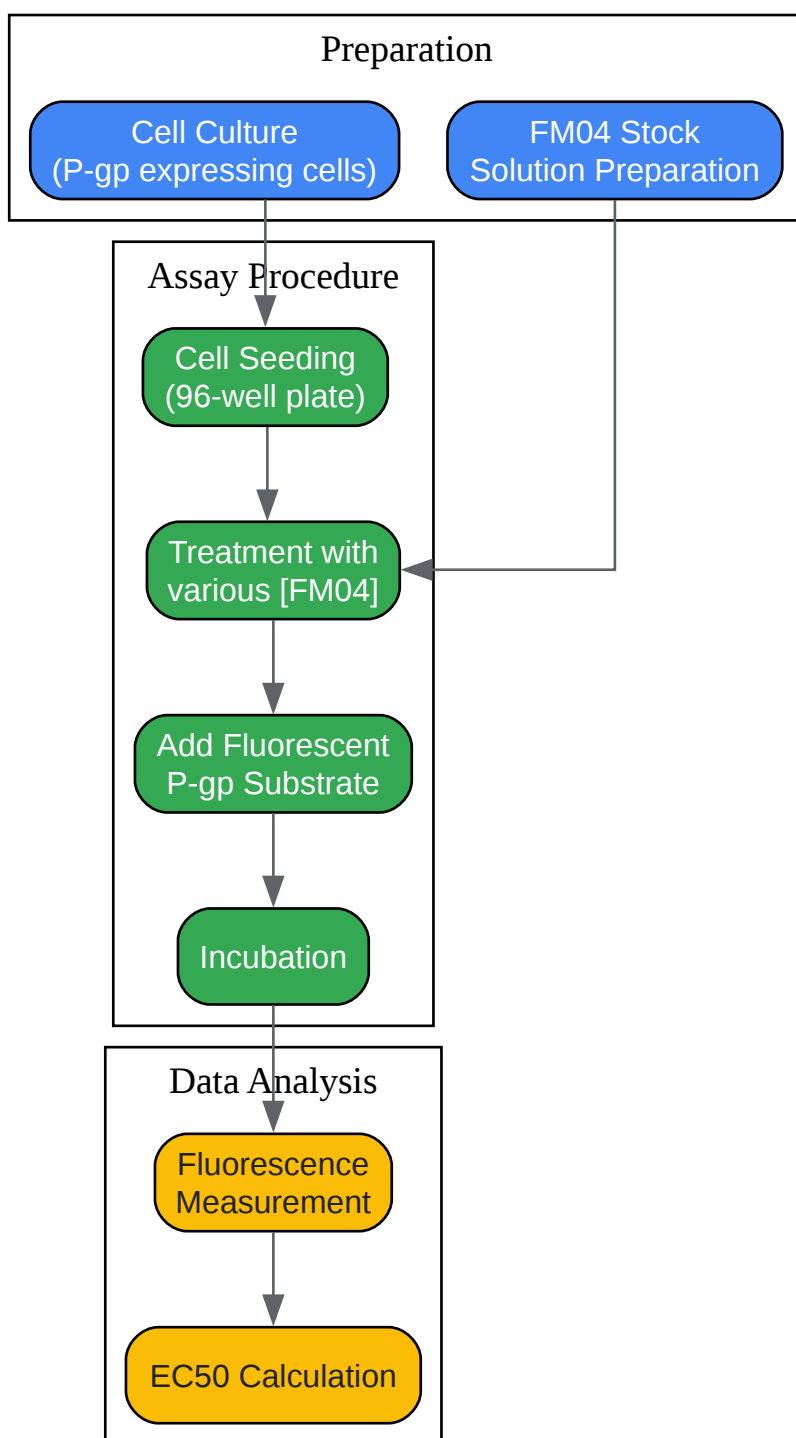 Preparation
Cell Culture
(P-gp expressing cells)
FM04 Stock
Solution Preparation
Assay Procedure
Cell Seeding
(96-well plate)
Treatment with
various [FM04]
Add Fluorescent
P-gp Substrate
Incubation
Data Analysis
Fluorescence
Measurement
EC50 Calculation